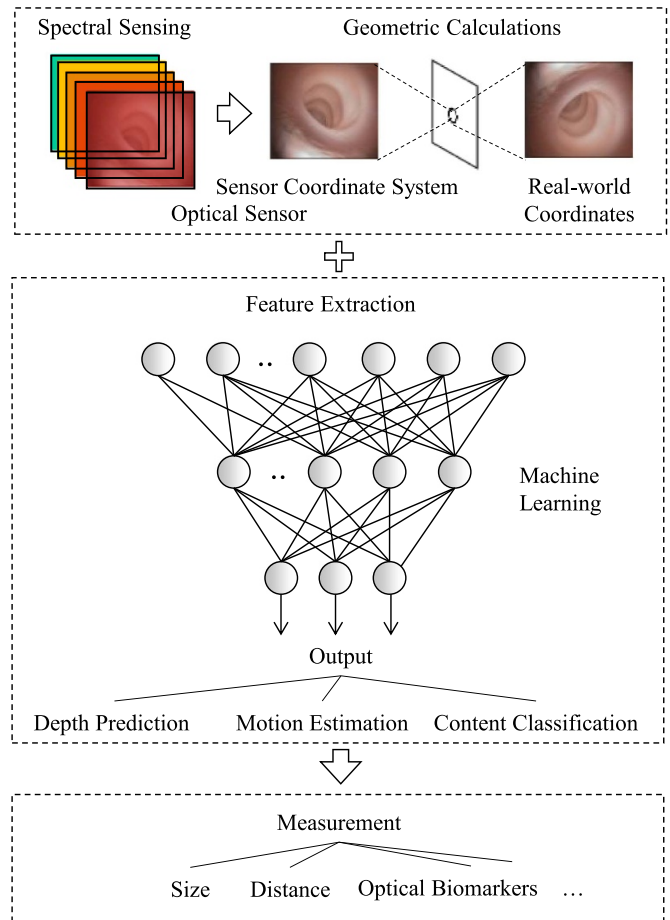 Spectral Sensing
Geometric Calculations
Sensor Coordinate System
Optical Sensor
Real-world
Coordinates
Feature Extraction
..
..
Machine
Learning
Output
Depth Prediction
Motion Estimation
Content Classification
Measurement
Size
Distance
Optical Biomarkers
…